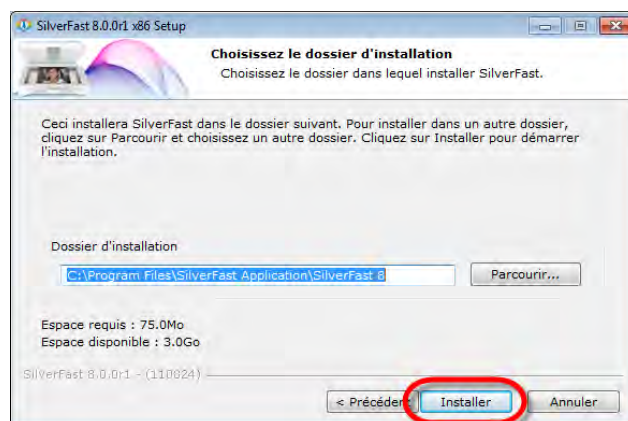 SilverFast 8.0.0r1 x86 Setup
Choisissez le dossier d'installation
Choisissez le dossier dans lequel installer SilverFast.
Ceci installera SilverFast dans le dossier suivant. Pour installer dans un autre dossier,
cliquez sur Parcourir et choisissez un autre dossier. Cliquez sur Installer pour démarrer
l'installation.
Dossier d'installation
C:\Program Files\SilverFast Application\SilverFast 8
Parcourir...
Espace requis : 75.0Mo
Espace disponible : 3.0Go
SilverFast 8.0.0r1 - (110824)
< Précéden
Installer
Annuler